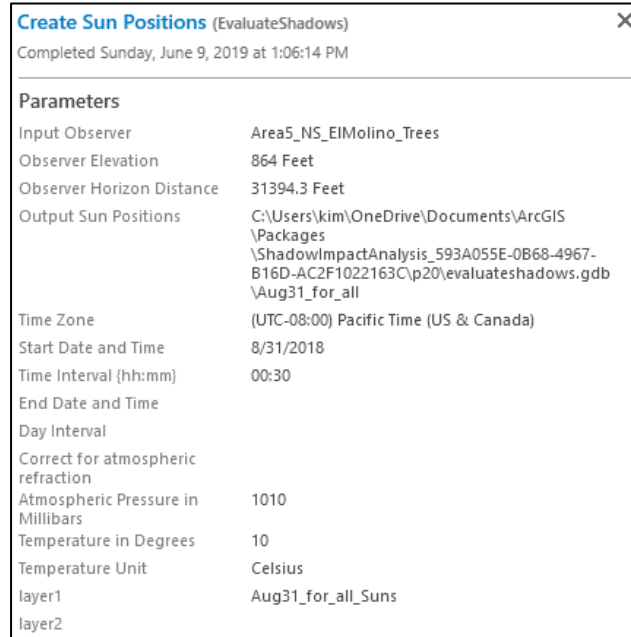 Create Sun Positions (EvaluateShadows)
Completed Sunday, June 9, 2019 at 1:06:14 PM
Parameters
Input Observer Area5_NS_ElMolino_Trees
Observer Elevation 864 Feet
Observer Horizon Distance 31394.3 Feet
Output Sun Positions C:\Users\kim\OneDrive\Documents\ArcGIS
\Packages
\ShadowImpactAnalysis_593A055E-0B68-4967-
B16D-AC2F1022163C\p20\evaluateshadows.gdb
\Aug31_for_all
Time Zone (UTC-08:00) Pacific Time (US & Canada)
Start Date and Time 8/31/2018
Time Interval {hh:mm} 00:30
End Date and Time
Day Interval
Correct for atmospheric
refraction
Atmospheric Pressure in 1010
Millibars
Temperature in Degrees 10
Temperature Unit Celsius
layer1 Aug31_for_all_Suns
layer2